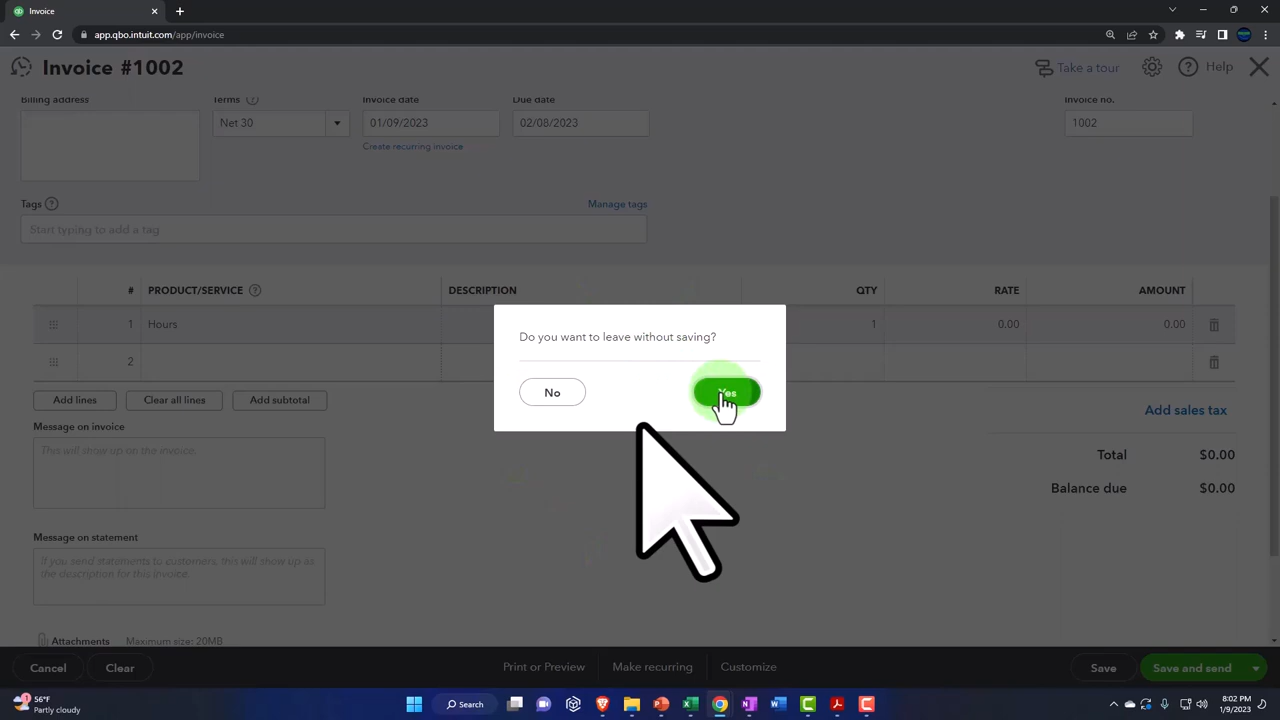 Invoice
app.qbo.intuit.com/app/invoice
Invoice #1002
Take a tour
Help
Billing address
Terms
Invoice date
Due date
Invoice no.
Net 30
01/09/2023
02/08/2023
1002
Create recurring invoice
Tags
Manage tags
Start typing to add a tag
# PRODUCT/SERVICE DESCRIPTION QTY RATE AMOUNT
1 Hours 1 0.00 0.00
2
Do you want to leave without saving?
No
Yes
Add lines
Clear all lines
Add subtotal
Add sales tax
Message on invoice
This will show up on the invoice.
Total $0.00
Balance due $0.00
Message on statement
If you send statements to customers, this will show up as
the description for this invoice.
Attachments Maximum size: 20MB
Cancel
Clear
Print or Preview
Make recurring
Customize
Save
Save and send
56°F
Partly cloudy
Search
8:02 PM
1/9/2023